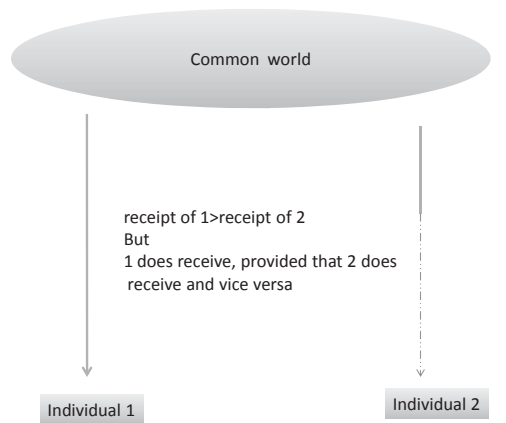 Common world
receipt of 1>receipt of 2
But
1 does receive, provided that 2 does
receive and vice versa
Individual 1
Individual 2